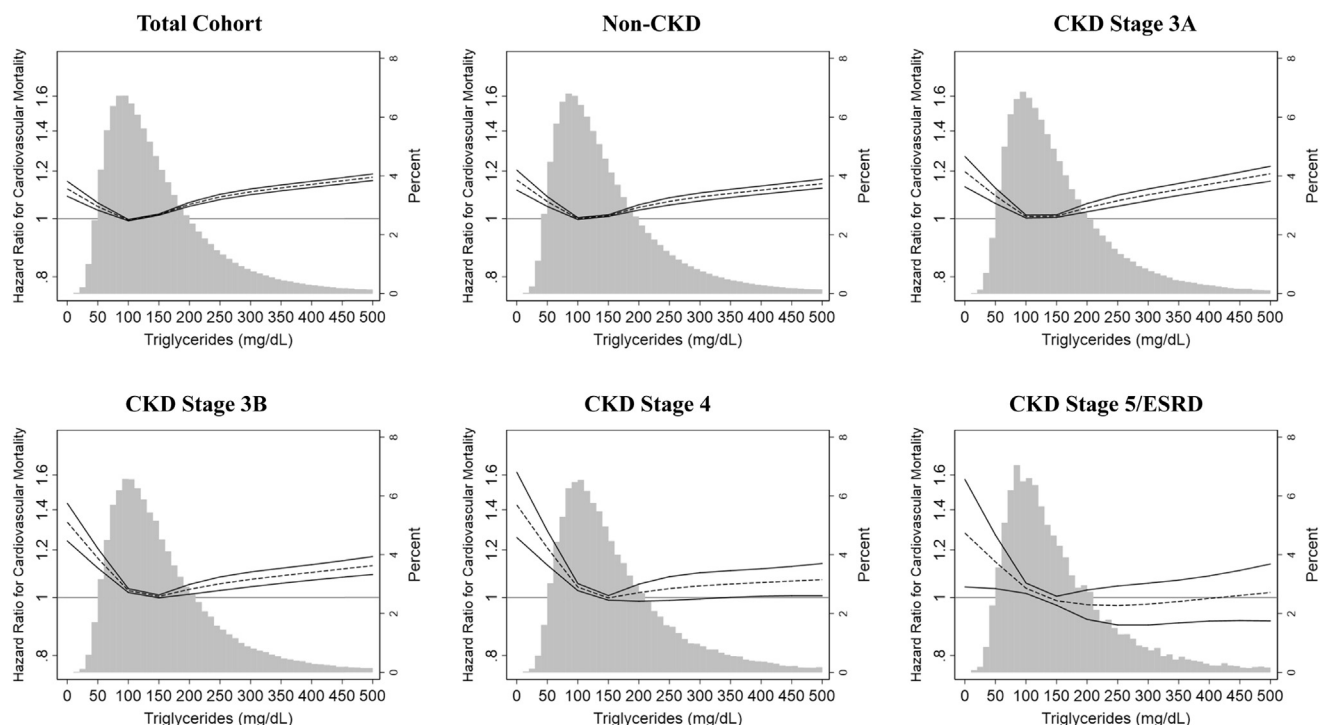 Total Cohort
Hazard Ratio for Cardiovascular Mortality
1.6
1.4
1.2
1
.8
8
6
4
2
0
Percent
0 50 100 150 200 250 300 350 400 450 500
Triglycerides (mg/dL)
Non-CKD
Hazard Ratio for Cardiovascular Mortality
1.6
1.4
1.2
1
.8
8
6
4
2
0
Percent
0 50 100 150 200 250 300 350 400 450 500
Triglycerides (mg/dL)
CKD Stage 3A
Hazard Ratio for Cardiovascular Mortality
1.6
1.4
1.2
1
.8
8
6
4
2
0
Percent
0 50 100 150 200 250 300 350 400 450 500
Triglycerides (mg/dL)
CKD Stage 3B
Hazard Ratio for Cardiovascular Mortality
1.6
1.4
1.2
1
.8
8
6
4
2
0
Percent
0 50 100 150 200 250 300 350 400 450 500
Triglycerides (mg/dL)
CKD Stage 4
Hazard Ratio for Cardiovascular Mortality
1.6
1.4
1.2
1
.8
8
6
4
2
0
Percent
0 50 100 150 200 250 300 350 400 450 500
Triglycerides (mg/dL)
CKD Stage 5/ESRD
Hazard Ratio for Cardiovascular Mortality
1.6
1.4
1.2
1
.8
8
6
4
2
0
Percent
0 50 100 150 200 250 300 350 400 450 500
Triglycerides (mg/dL)